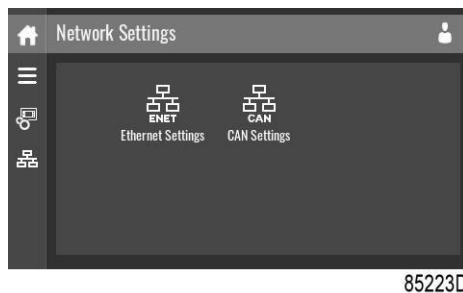 Network Settings
ENET
CAN
Ethernet Settings
CAN Settings
85223D